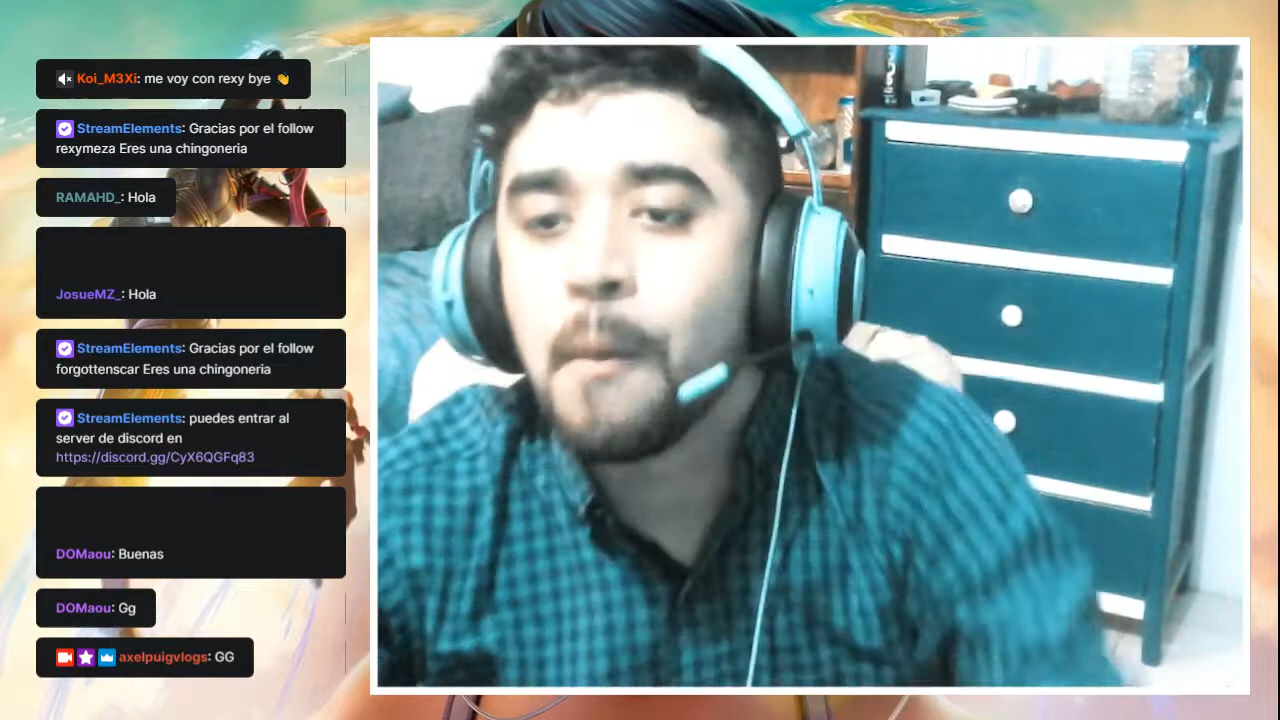 Koi_M3Xi: me voy con rexy bye 👋
StreamElements: Gracias por el follow
rexymeza Eres una chingoneria
RAMAHD_: Hola
JosueMZ_: Hola
StreamElements: Gracias por el follow
forgottenscar Eres una chingoneria
StreamElements: puedes entrar al
server de discord en
https://discord.gg/CyX6QGFq83
DOMaou: Buenas
DOMaou: Gg
axelpuigvlogs: GG